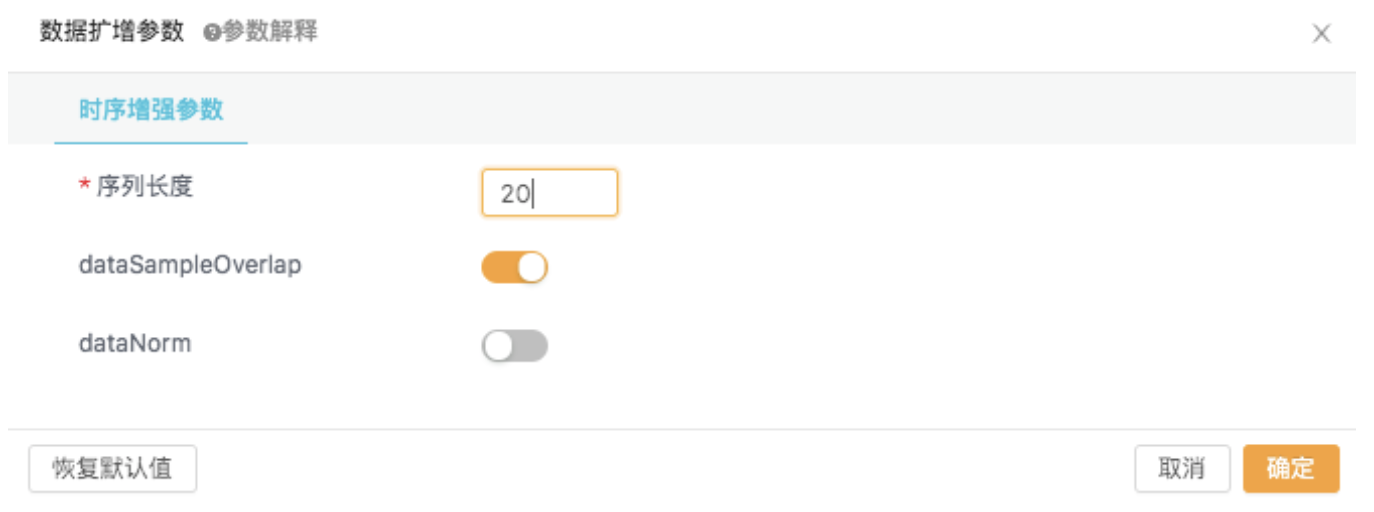 数据扩增参数 ?参数解释
时序增强参数
* 序列长度 20
dataSampleOverlap
dataNorm
恢复默认值 取消 确定